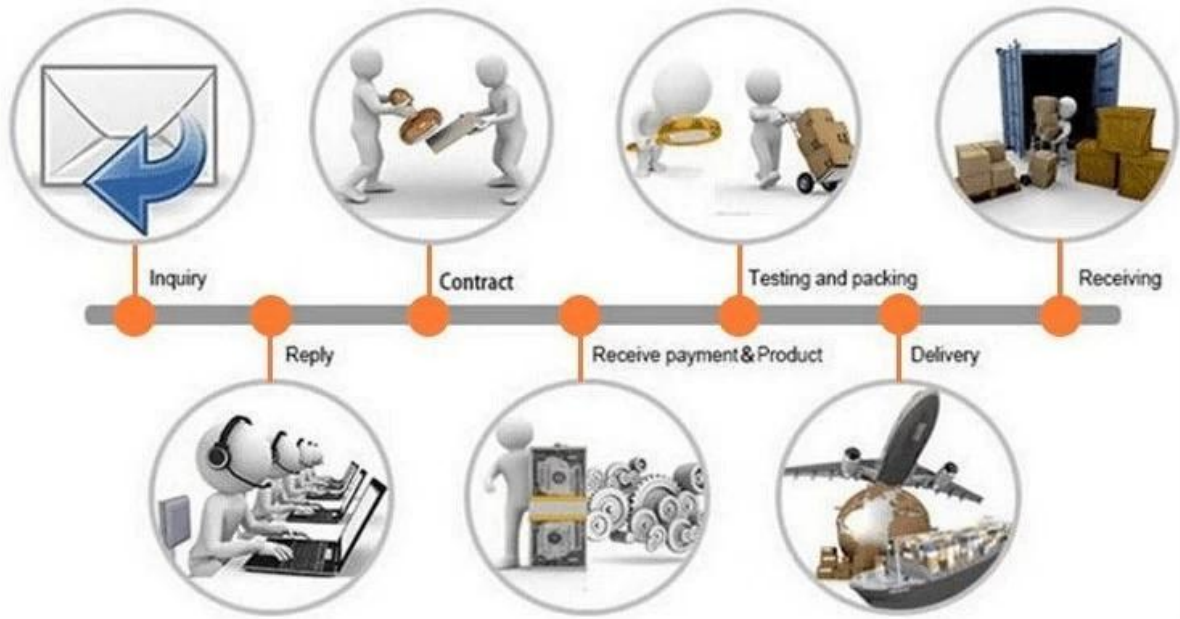 Inquiry
Reply
Contract
Receive payment&Product
Testing and packing
Delivery
Receiving